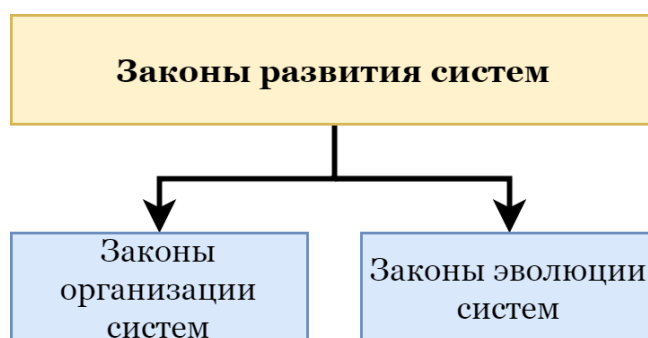 Законы развития систем
Законы
организации
систем
Законы эволюции
систем